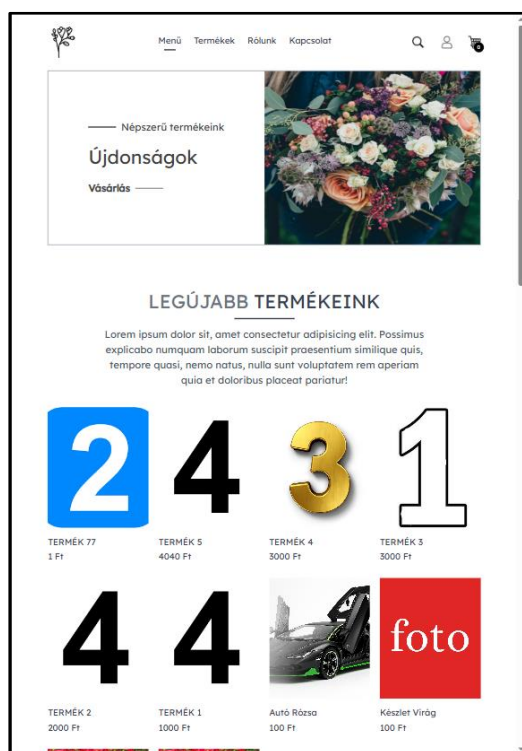 Menü Termékek Rólunk Kapcsolat
0
Népszerű termékeink
Újdonságok
Vásárlás
LEGÚJABB TERMÉKEINK
Lorem ipsum dolor sit, amet consectetur adipisicing elit. Possimus
explicabo numquam laborum suscipit praesentium similique quis,
tempore quasi, nemo natus, nulla sunt voluptatem rem aperiam
quia et doloribus placeat pariatur!
2 4 3 1
TERMÉK 77 TERMÉK 5 TERMÉK 4 TERMÉK 3
1 Ft 4040 Ft 3000 Ft 3000 Ft
4 4 foto
TERMÉK 2 TERMÉK 1 Autó Rózsa Készlet Virág
2000 Ft 1000 Ft 100 Ft 100 Ft